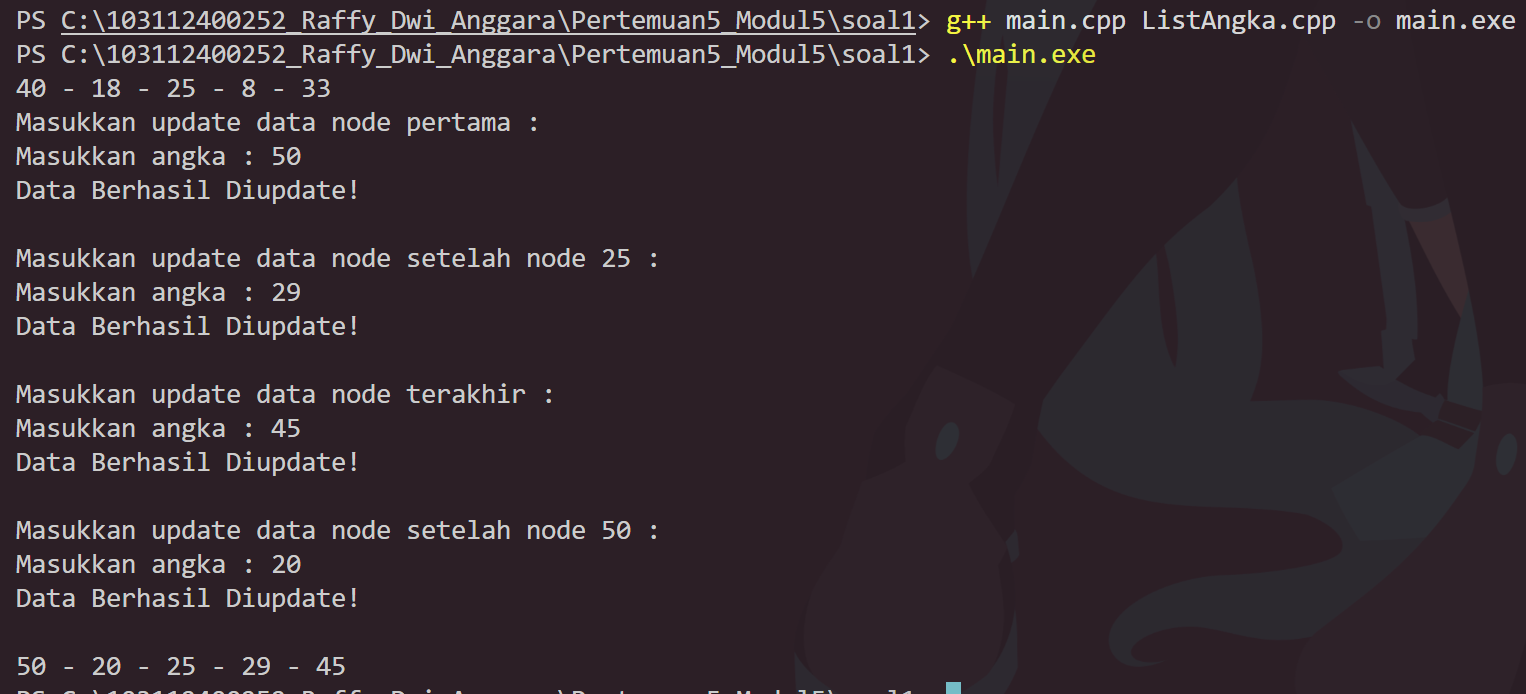 PS C:\103112400252_Raffy_Dwi_Anggara\Pertemuan5_Modul5\soal1> g++ main.cpp ListAngka.cpp -o main.exe
PS C:\103112400252_Raffy_Dwi_Anggara\Pertemuan5_Modul5\soal1> .\main.exe
40 - 18 - 25 - 8 - 33
Masukkan update data node pertama :
Masukkan angka : 50
Data Berhasil Diupdate!
Masukkan update data node setelah node 25 :
Masukkan angka : 29
Data Berhasil Diupdate!
Masukkan update data node terakhir :
Masukkan angka : 45
Data Berhasil Diupdate!
Masukkan update data node setelah node 50 :
Masukkan angka : 20
Data Berhasil Diupdate!
50 - 20 - 25 - 29 - 45